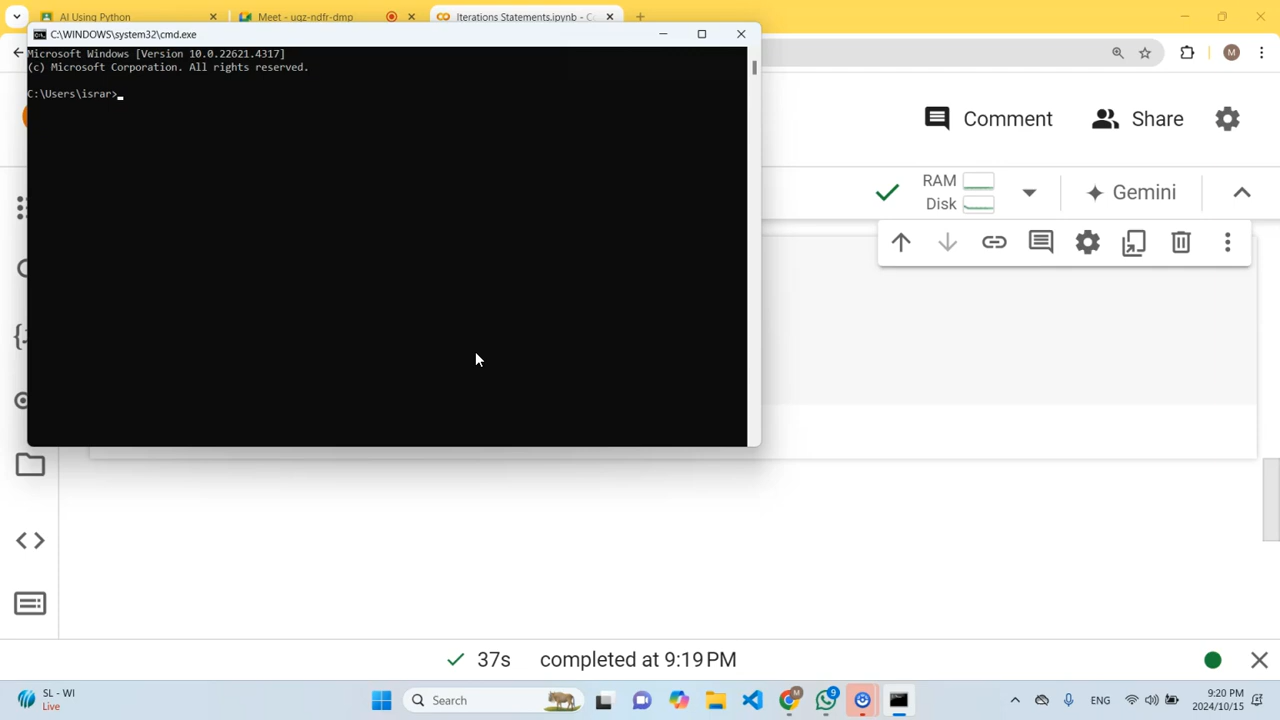 AI Using Python
Meet - ugz-ndfr-dmp
Iterations Statements.ipynb - C
C:\WINDOWS\system32\cmd.exe
Microsoft Windows [Version 10.0.22621.4317]
(c) Microsoft Corporation. All rights reserved.
C:\Users\israr>
Comment
Share
RAM
Disk
Gemini
37s completed at 9:19 PM
SL - WI
Live
Search
M
9
ENG
9:20 PM
2024/10/15